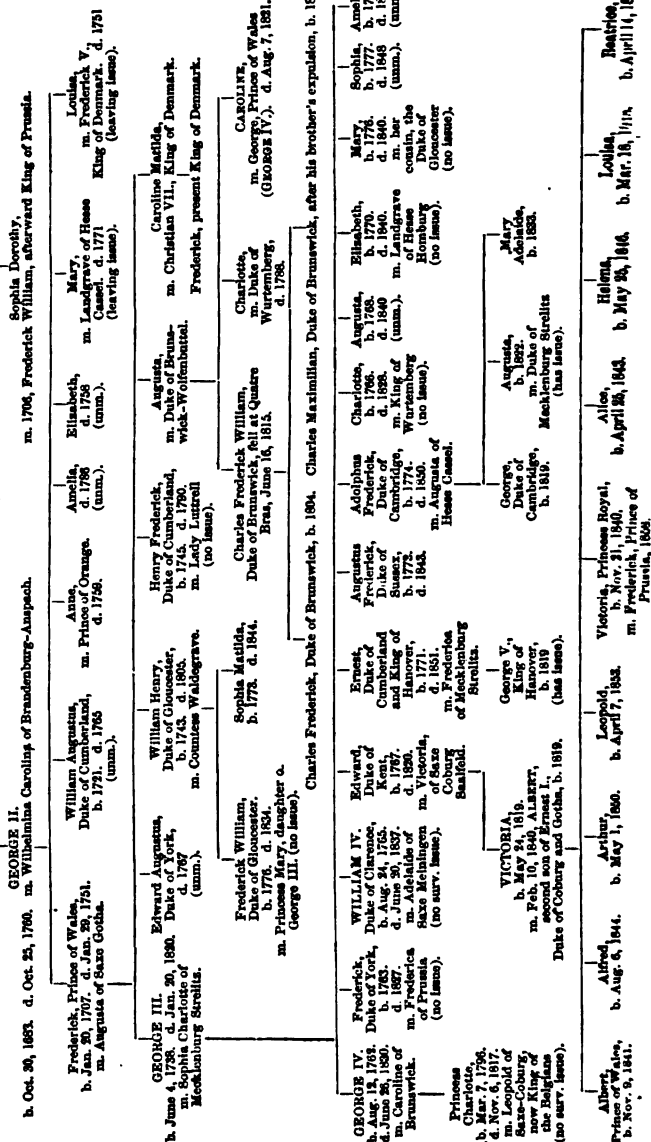 GEORGE II.
b. Oct. 30, 1683. d. Oct. 25, 1760. m. Wilhelmina Carolina of Brandenburg-Anspach.
Sophia Dorothy,
m. 1706, Frederick William, afterward King of Prussia.
Frederick, Prince of Wales,
b. Jan. 20, 1707. d. Jan. 29, 1751.
m. Augusta of Saxe Gotha.
William Augustus,
Duke of Cumberland,
b. 1721. d. 1765
(unm.).
Anne,
m. Prince of Orange.
d. 1759.
Amelia,
d. 1786
(unm.).
Elizabeth,
d. 1758
(unm.).
Mary,
m. Landgrave of Hesse
Cassel. d. 1771
(leaving issue).
Louisa,
m. Frederick V,
King of Denmark. d. 1751
(leaving issue).
GEORGE III.
b. June 4, 1738. d. Jan. 20, 1820.
m. Sophia Charlotte of
Mecklenburg Strelits.
Edward Augustus,
Duke of York,
d. 1767
(unm.).
William Henry,
Duke of Gloucester,
b. 1743. d. 1805.
m. Countess Waldegrave.
Henry Frederick,
Duke of Cumberland,
b. 1745. d. 1790.
m. Lady Luttrell
(no issue).
Augusta,
m. Duke of Bruns-
wick-Wolfenbattel.
Caroline Matilda,
m. Christian VII., King of Denmark.
Frederick, present King of Denmark.
Frederick William,
Duke of Gloucester.
b. 1776. d. 1834.
m. Princess Mary, daughter o.
George III. (no issue).
Sophia Matilda,
b. 1773. d. 1844.
Charles Frederick William,
Duke of Brunswick, fell at Quatre
Bras, June 16, 1815.
Charlotte,
m. Duke of
Wurtemberg,
d. 1788.
CAROLINE,
m. George, Prince of Wales
(GEORGE IV.). d. Aug. 7, 1821.
Charles Frederick, Duke of Brunswick, b. 1804. Charles Maximilian, Duke of Brunswick, after his brother's expulsion, b. 18
GEORGE IV.
b. Aug. 12, 1762.
d. June 26, 1830.
m. Caroline of
Brunswick.
Frederick,
Duke of York,
b. 1763.
d. 1827.
m. Frederica
of Prussia
(no issue).
WILLIAM IV.
Duke of Clarence,
b. Aug. 24, 1765.
d. June 20, 1837.
m. Adelaide of
Saxe Meiningen
(no surv. issue).
Edward,
Duke of
Kent,
b. 1767.
d. 1820.
m. Victoria,
of Saxe
Coburg
Saalfeld.
Ernest,
Duke of
Cumberland
and King of
Hanover,
b. 1771.
d. 1851.
m. Frederica
of Mecklenburg
Strelits.
Augustus
Frederick,
Duke of
Sussex,
b. 1773.
d. 1843.
Adolphus
Frederick,
Duke of
Cambridge,
b. 1774.
d. 1850.
m. Augusta of
Hesse Cassel.
Charlotte,
b. 1766.
d. 1828.
m. King of
Wurtemberg
(no issue).
Augusta,
b. 1768.
d. 1840
(unm.).
Elizabeth,
b. 1770.
d. 1840.
m. Landgrave
of Hesse
Homburg
(no issue).
Mary,
b. 1776.
d. 1840.
m. her
cousin, the
Duke of
Gloncester
(no issue).
Sophia,
b. 1777.
d. 1848
(unm.).
Amel
b. 17
d. 18
(unm
Princess
Charlotte,
b. Mar. 7, 1796.
d. Nov. 6, 1817.
m. Leopold of
Saxe-Coburg,
now King of
the Belgians
(no surv. issue).
VICTORIA,
b. May 24, 1819.
m. Feb. 10, 1840, ALBERT,
second son of Ernest I.,
Duke of Coburg and Gotha, b. 1819.
George V.,
King of
Hanover,
b. 1819
(has issue).
George,
Duke of
Cambridge,
b. 1819.
Augusta,
b. 1822.
m. Duke of
Mecklenburg Strelits
(has issue).
Mary
Adelaide,
b. 1833.
Albert,
Prince of Wales,
b. Nov. 9, 1841.
Alfred,
b. Aug. 6, 1844.
Arthur,
b. May 1, 1850.
Leopold,
b. April 7, 1853.
Victoria, Princess Royal,
b. Nov. 21, 1840.
m. Frederick, Prince of
Prussia, 1858.
Alice,
b. April 25, 1843.
Helena,
b. May 25, 1846.
Louisa,
b. Mar. 18,
Beatrice,
b. April 14, 18